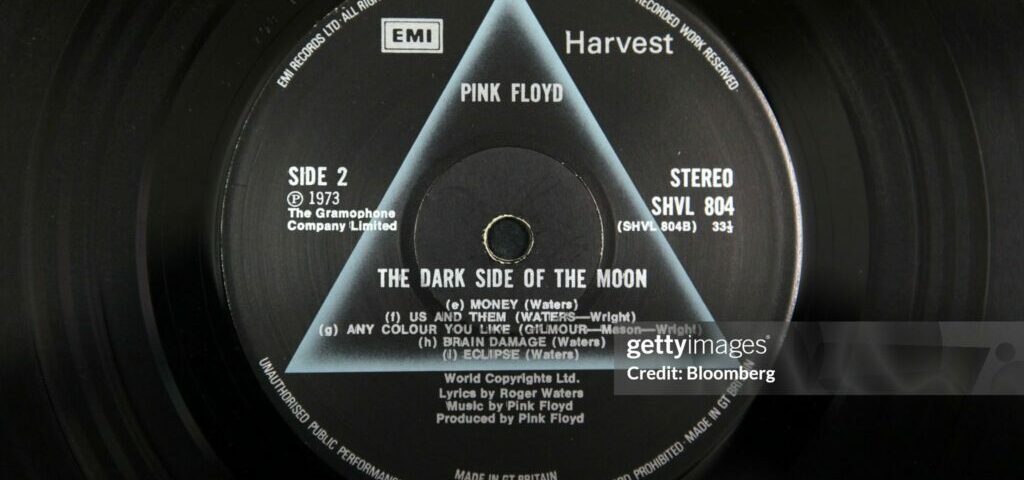 EMI RECORDS LTD·ALL RIG
RECORDED WORK RESERVED·
EMI
Harvest
PINK FLOYD
SIDE 2
Ⓟ 1973
The Gramophone
Company Limited
STEREO
SHVL 804
(SHVL 804B) 33⅓
THE DARK SIDE OF THE MOON
(e) MONEY (Waters)
(f) US AND THEM (WATERS—Wright)
(g) ANY COLOUR YOU LIKE (GILMOUR—Mason—Wright)
(h) BRAIN DAMAGE (Waters)
(i) ECLIPSE (Waters)
World Copyrights Ltd.
Lyrics by Roger Waters
Music by Pink Floyd
Produced by Pink Floyd
gettyimages®
Credit: Bloomberg
UNAUTHORISED PUBLIC PERFORMAN
MADE IN GT BRITAIN
RD PROHIBITED·MADE IN GT BRIT